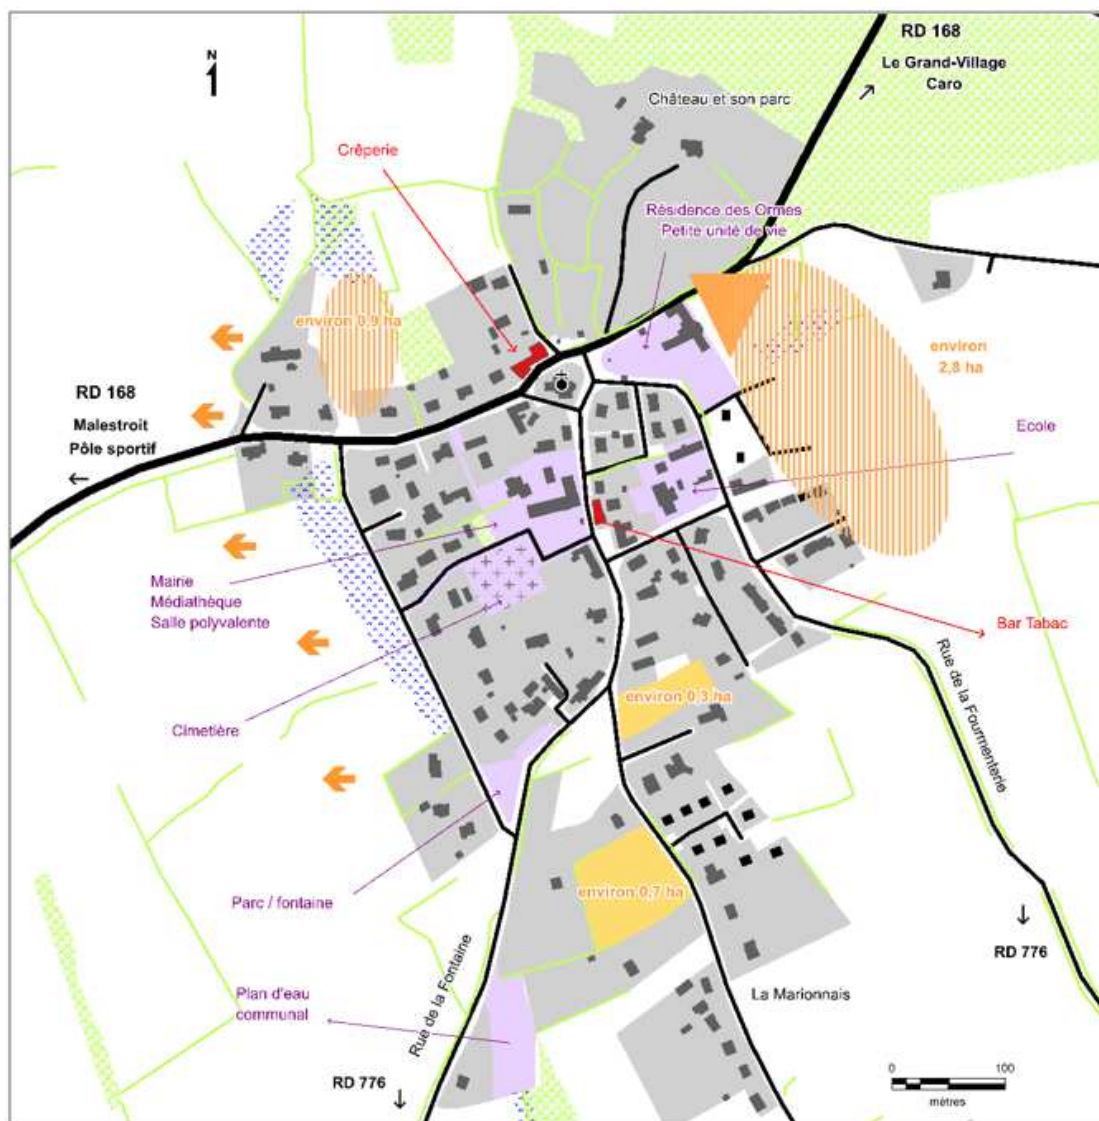 RD 168
Le Grand-Village
Caro
N
Château et son parc
Crêperie
Résidence des Ormes
Petite unité de vie
environ 0,9 ha
environ
2,8 ha
RD 168
Malestroit
Pôle sportif
Ecole
Mairie
Médiathèque
Salle polyvalente
Bar Tabac
Rue de la Fourmenterie
environ 0,3 ha
Cimetière
Parc / fontaine
environ 0,7 ha
RD 776
Rue de la Fontaine
La Marionnais
Plan d'eau
communal
RD 776
0 100
mètres